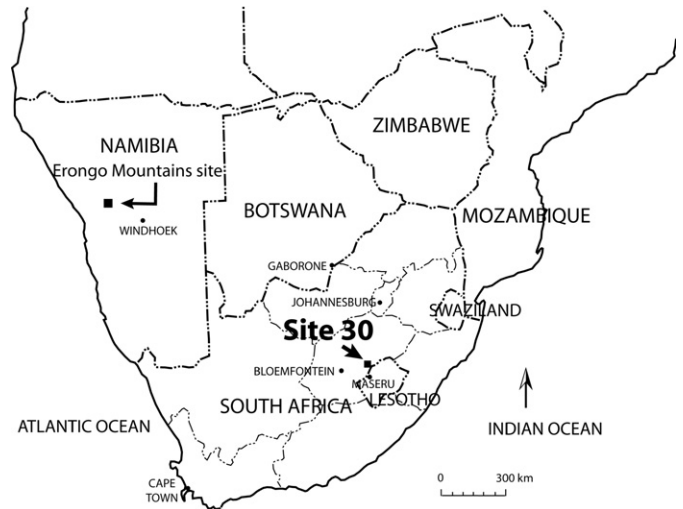 NAMIBIA
Erongo Mountains site
WINDHOEK
ZIMBABWE
BOTSWANA
MOZAMBIQUE
GABORONE
JOHANNESBURG
SWAZILAND
Site 30
BLOEMFONTEIN
MASERU
LESOTHO
SOUTH AFRICA
ATLANTIC OCEAN
INDIAN OCEAN
CAPE
TOWN
0 300 km